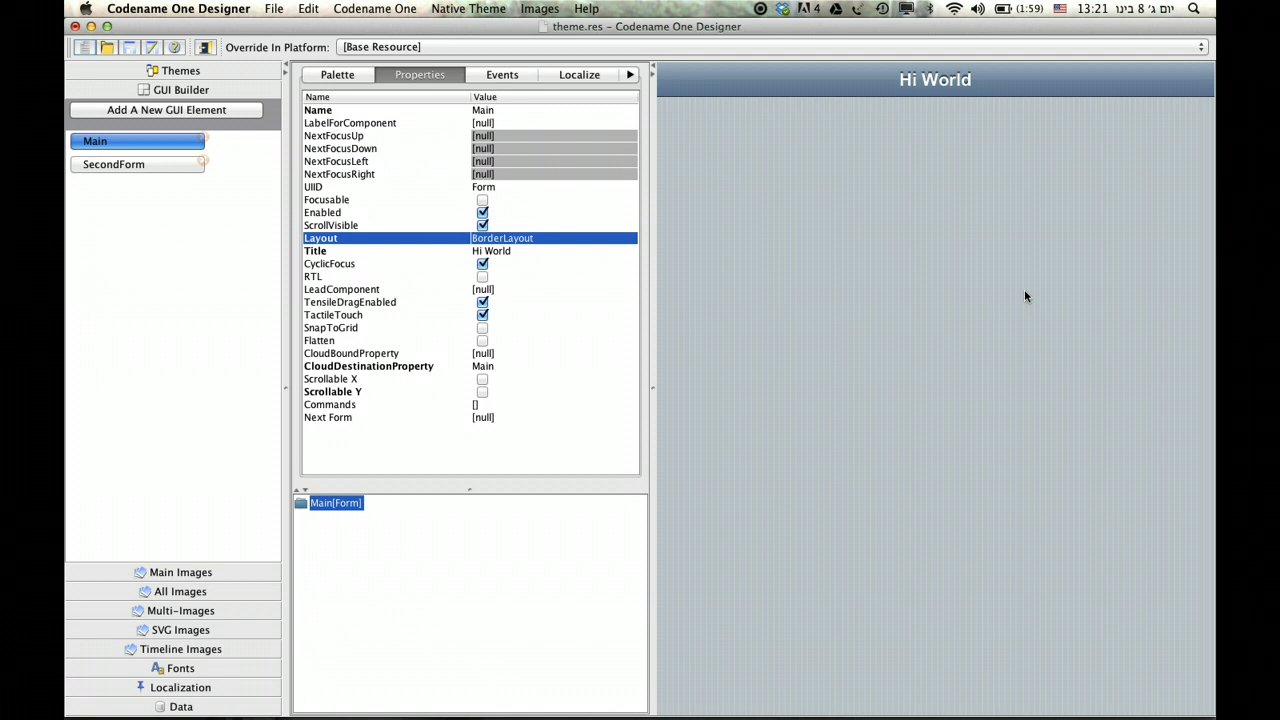 Codename One Designer File Edit Codename One Native Theme Images Help 4 (1:59) 13:21 יום ג׳ 8 בינו
theme.res - Codename One Designer
Override In Platform: [Base Resource]
Themes
GUI Builder
Add A New GUI Element
Main
SecondForm
Main Images
All Images
Multi-Images
SVG Images
Timeline Images
Fonts
Localization
Data
Palette Properties Events Localize
Name Value
Name Main
LabelForComponent [null]
NextFocusUp [null]
NextFocusDown [null]
NextFocusLeft [null]
NextFocusRight [null]
UIID Form
Focusable
Enabled
ScrollVisible
Layout BorderLayout
Title Hi World
CyclicFocus
RTL
LeadComponent [null]
TensileDragEnabled
TactileTouch
SnapToGrid
Flatten
CloudBoundProperty [null]
CloudDestinationProperty Main
Scrollable X
Scrollable Y
Commands []
Next Form [null]
Main[Form]
Hi World